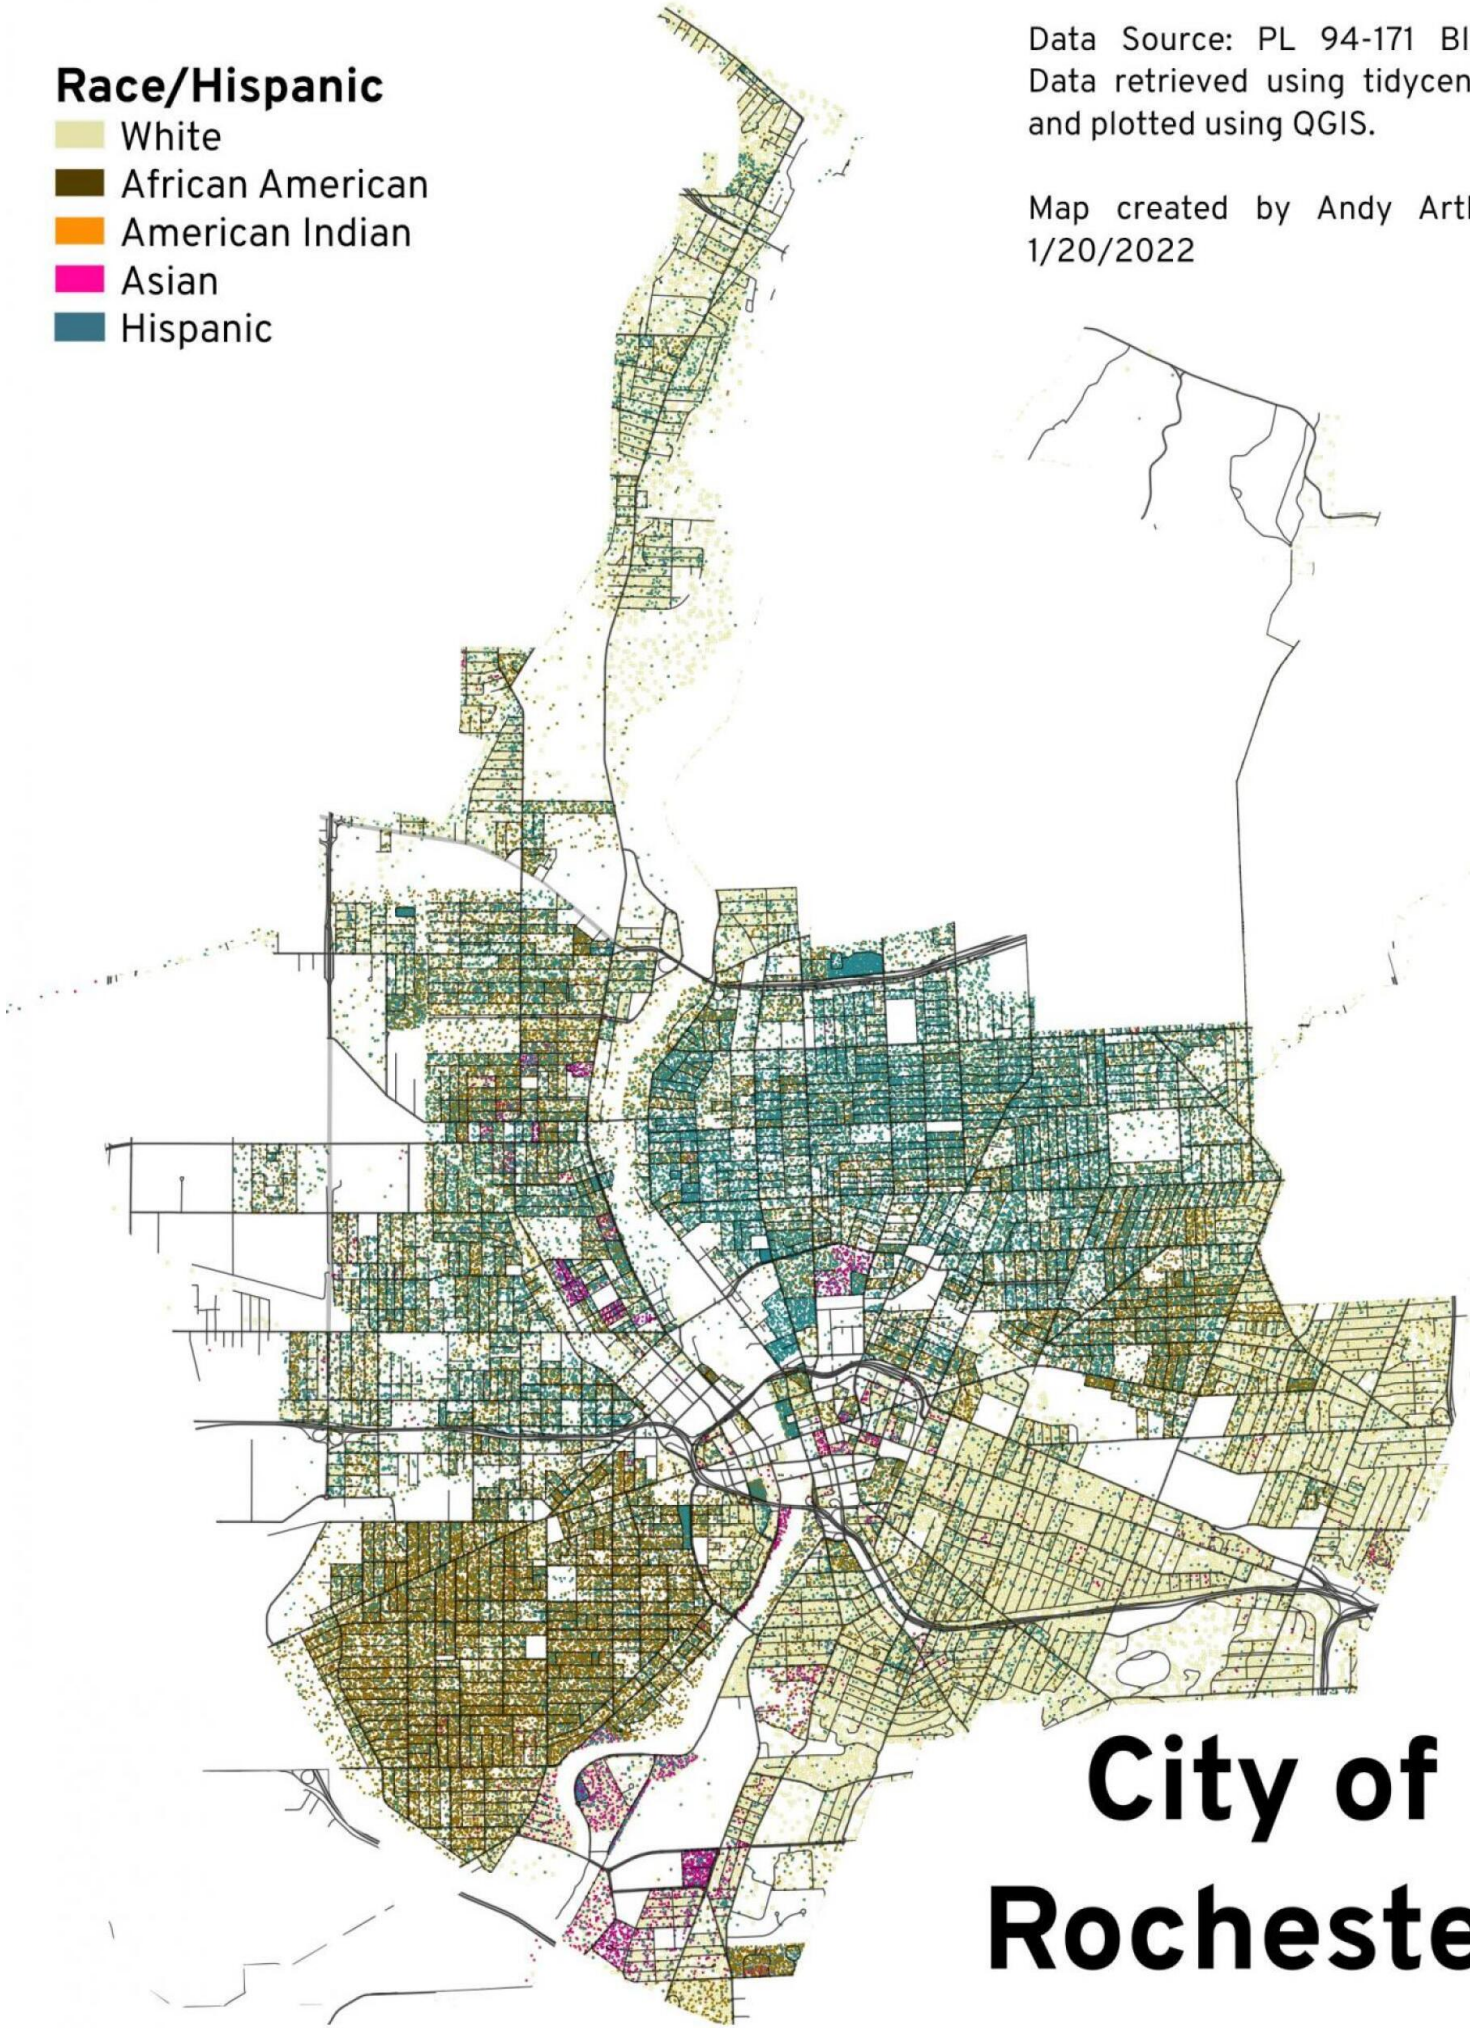 Race/Hispanic
White
African American
American Indian
Asian
Hispanic
Data Source: PL 94-171
Data retrieved using
and plotted using QGIS.
Map created by Andy
1/20/2022
City of